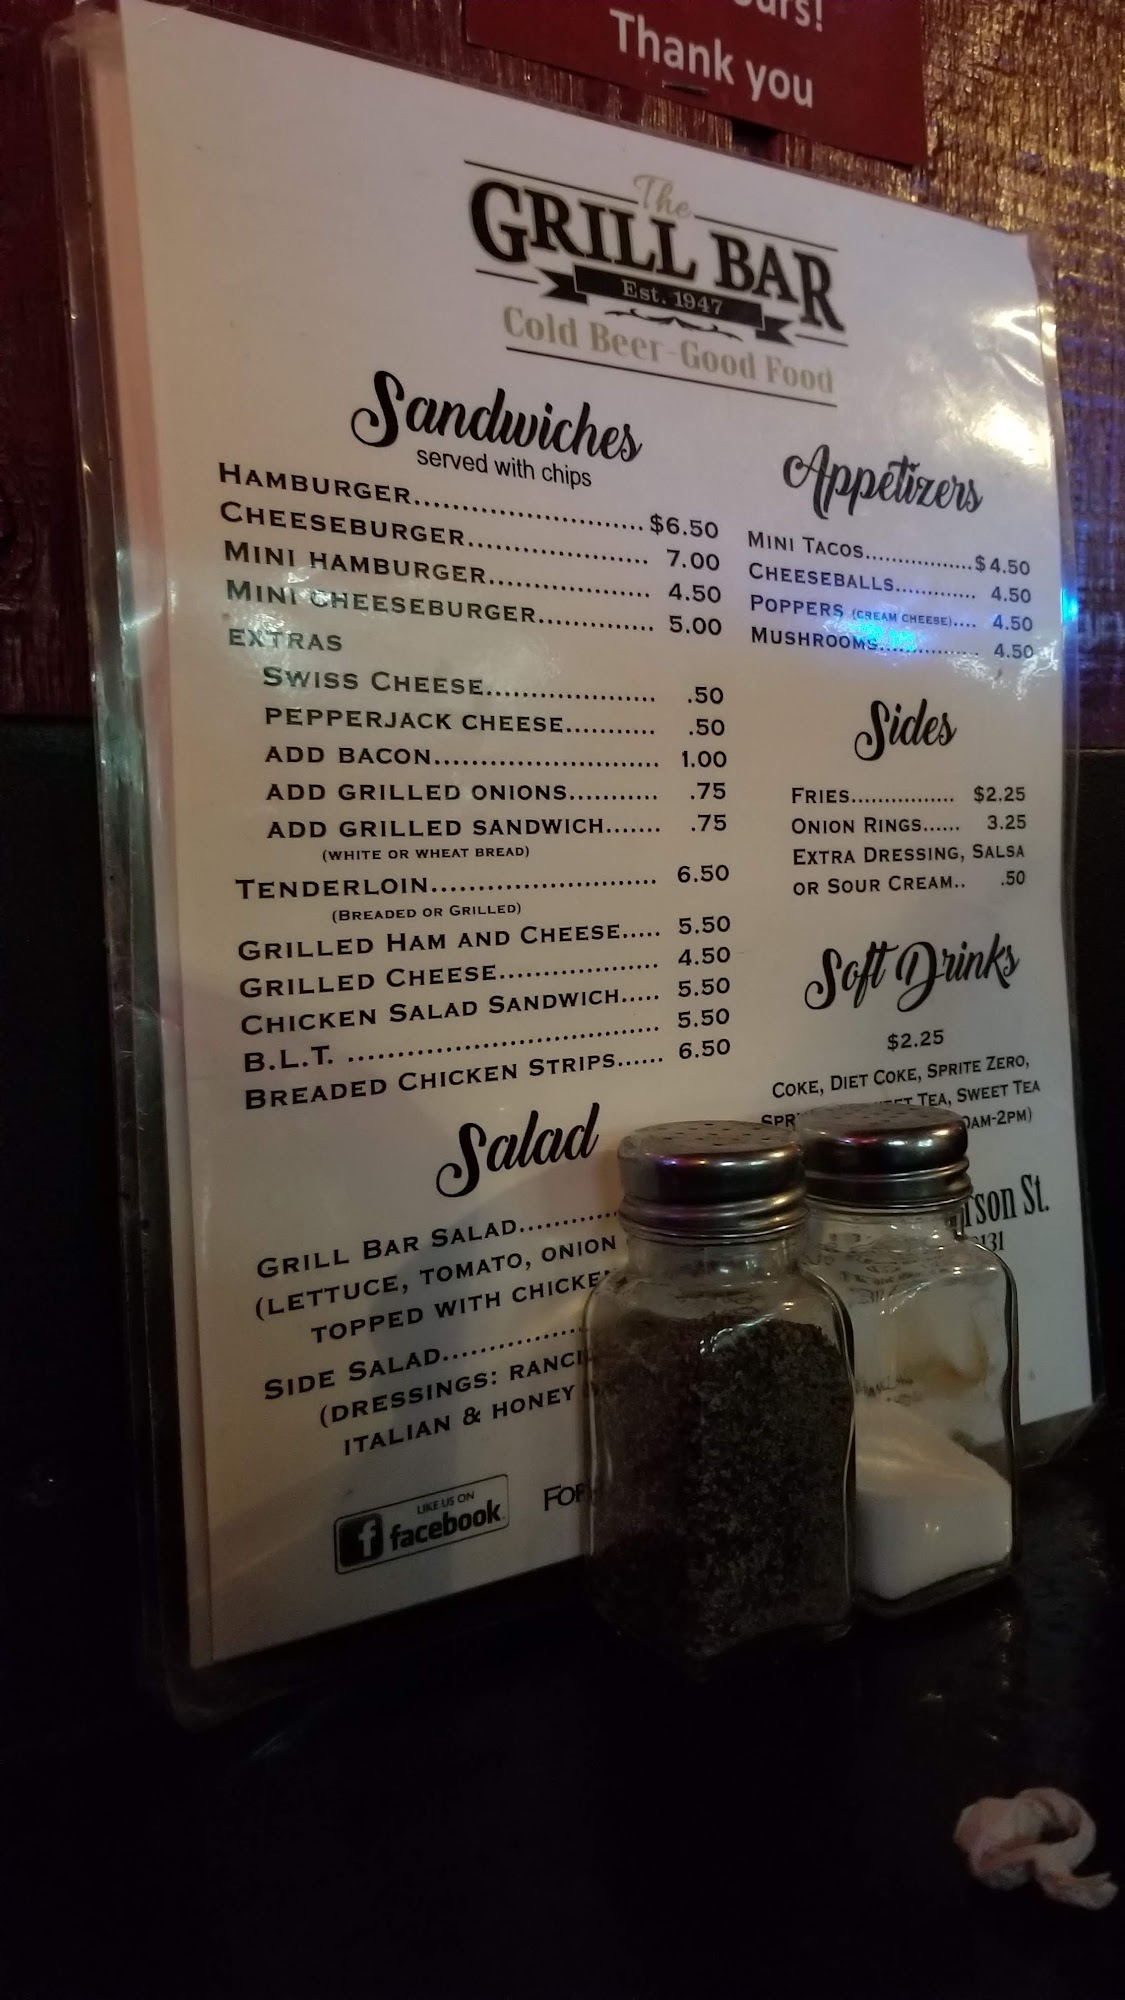 Thank you
The
GRILL BAR
Est. 1947
Cold Beer-Good Food
Sandwiches
served with chips
HAMBURGER............................$6.50
CHEESEBURGER.................... 7.00
MINI HAMBURGER.................. 4.50
MINI CHEESEBURGER............. 5.00
EXTRAS
SWISS CHEESE................... .50
PEPPERJACK CHEESE........... .50
ADD BACON......................... 1.00
ADD GRILLED ONIONS........... .75
ADD GRILLED SANDWICH....... .75
(WHITE OR WHEAT BREAD)
TENDERLOIN.......................... 6.50
(BREADED OR GRILLED)
GRILLED HAM AND CHEESE..... 5.50
GRILLED CHEESE.................. 4.50
CHICKEN SALAD SANDWICH..... 5.50
B.L.T. ................................ 5.50
BREADED CHICKEN STRIPS...... 6.50
Salad
GRILL BAR SALAD............
(LETTUCE, TOMATO, ONION
TOPPED WITH CHICKEN
SIDE SALAD.................
(DRESSINGS: RANCH
ITALIAN & HONEY
LIKE US ON
facebook
Appetizers
MINI TACOS..................$4.50
CHEESEBALLS............. 4.50
POPPERS (CREAM CHEESE).... 4.50
MUSHROOMS................ 4.50
Sides
FRIES................. $2.25
ONION RINGS...... 3.25
EXTRA DRESSING, SALSA
OR SOUR CREAM.. .50
Soft Drinks
$2.25
COKE, DIET COKE, SPRITE ZERO,
TEA, SWEET TEA
AM-2PM)
St.